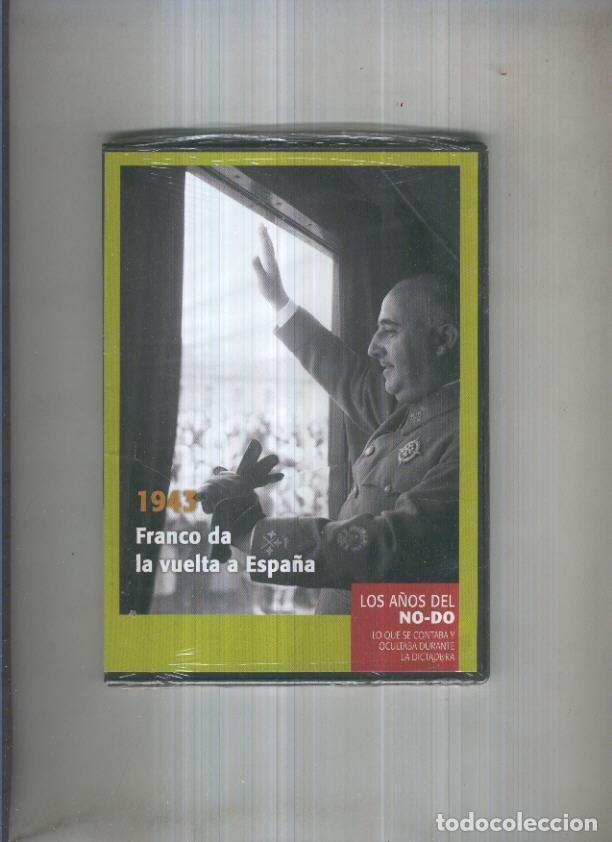 1943
Franco da
la vuelta a España
LOS AÑOS DEL
NO-DO
LO QUE SE CONTABA Y
OCULTABA DURANTE
LA DICTADURA
todocoleccion